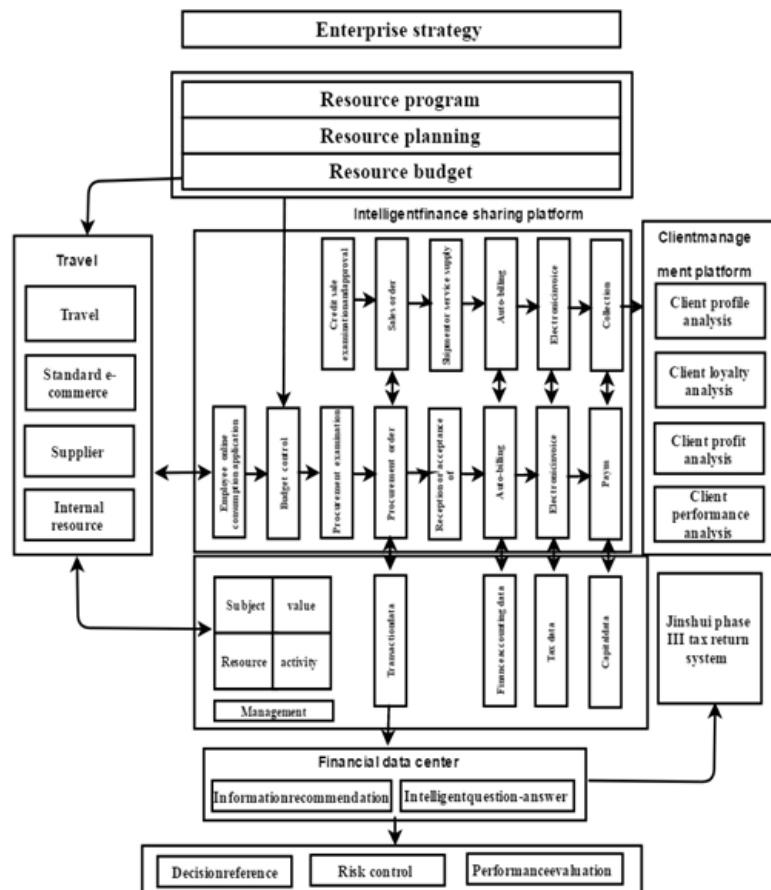 Enterprise strategy
Resource program
Resource planning
Resource budget
Intelligentfinance sharing platform
Travel
Travel
Standard e-
commerce
Supplier
Internal
resource
Credit sale
examinationandapproval
Sales order
Shipmentor service supply
Auto-billing
Electronicinvoice
Collection
Employee online
consumption application
Budget control
Procurement examination
Procurement order
Reception or acceptance
of
Auto-billing
Electronicinvoice
Paym
Clientmanage
ment platform
Client profile
analysis
Client loyalty
analysis
Client profit
analysis
Client
performance
analysis
Subject
value
Resource
activity
Management
Transactiondata
Financeaccounting data
Tax data
Capitaldata
Jinshui phase
III tax return
system
Financial data center
Informationrecommendation
Intelligentquestion-answer
Decisionreference
Risk control
Performanceevaluation